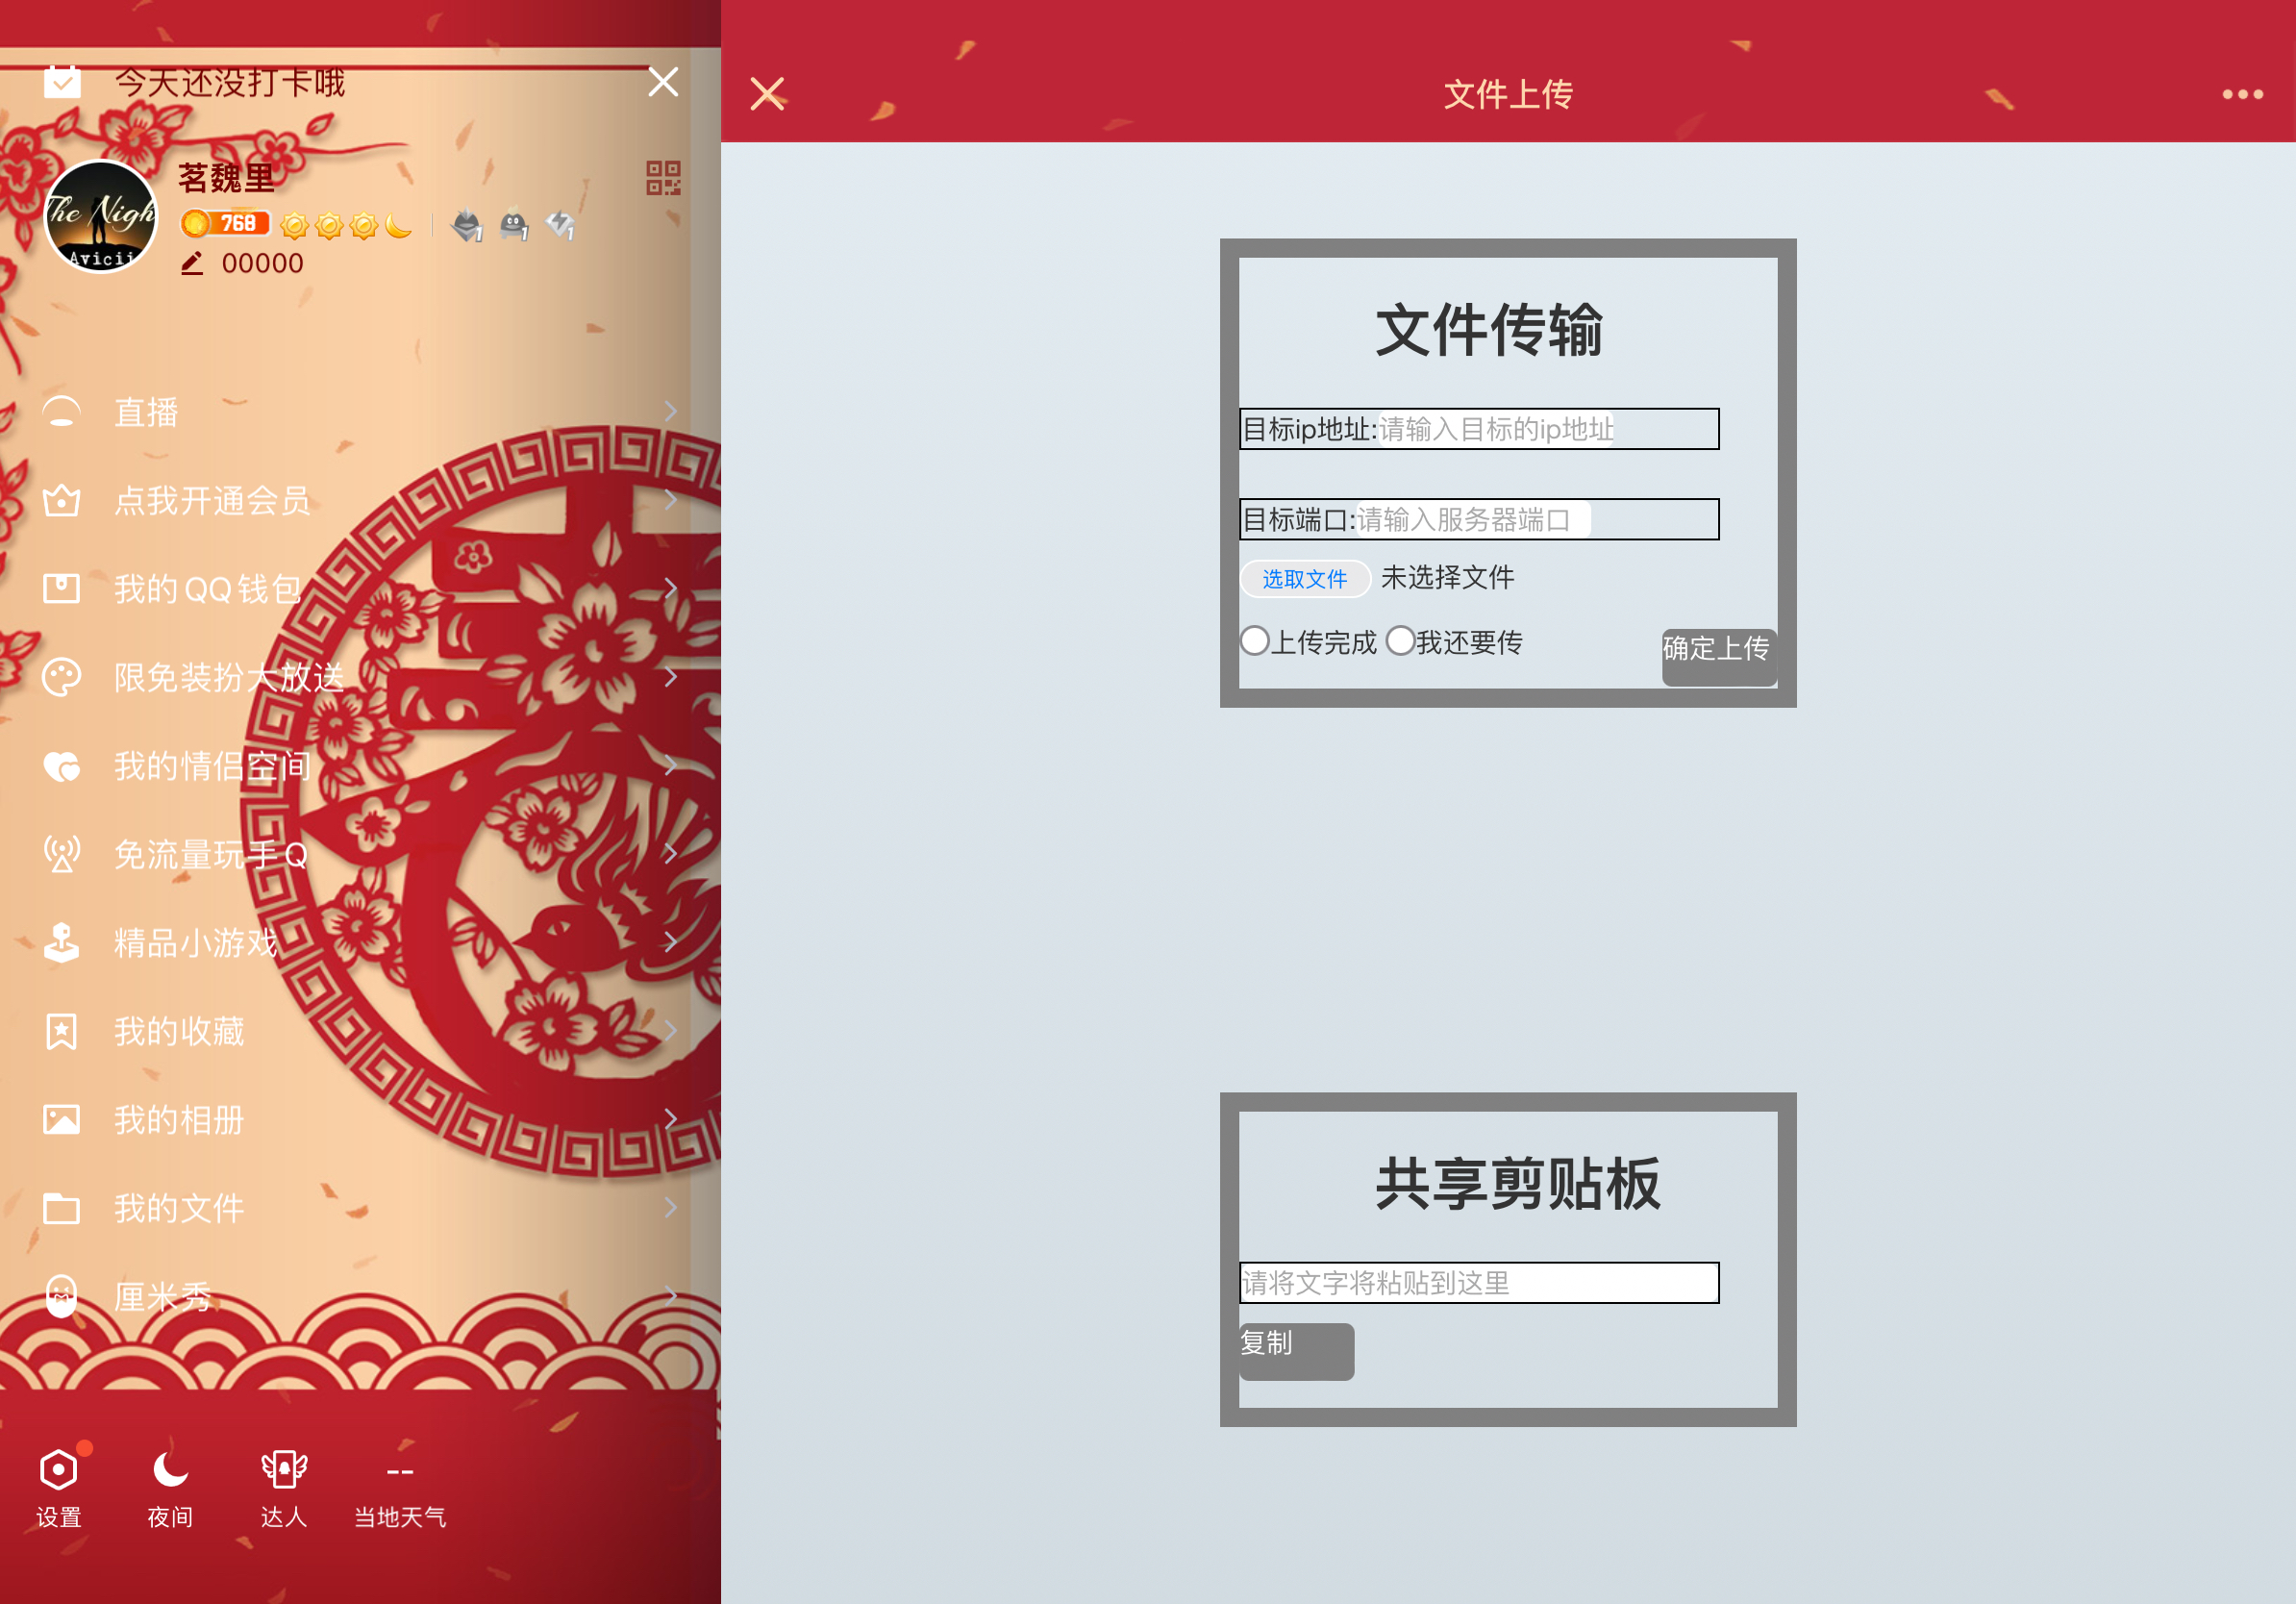 今天还没打卡哦
The Nigh
Avicii
茗魏里
768
1 1 1
00000
直播
点我开通会员
我的QQ钱包
限免装扮大放送
我的情侣空间
免流量玩手Q
精品小游戏
我的收藏
我的相册
我的文件
厘米秀
设置 夜间 达人 当地天气
--
文件上传
文件传输
目标ip地址:请输入目标的ip地址
目标端口:请输入服务器端口
选取文件 未选择文件
上传完成 我还要传
确定上传
共享剪贴板
请将文字将粘贴到这里
复制